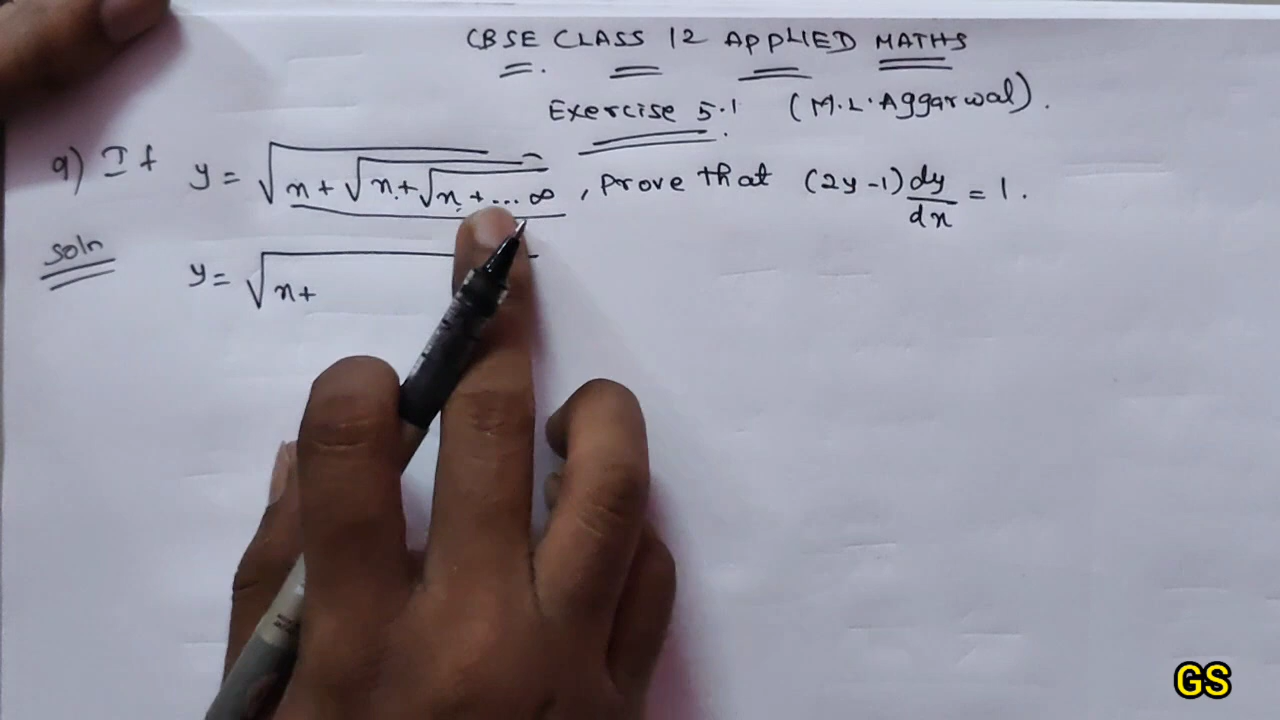 CBSE CLASS 12 APPLIED MATHS
Exercise 5.1 (M.L.Aggarwal).
9) If y = √(x + √(x + √(x + ... ∞, prove that (2y-1) dy/dx = 1.
Soln y = √(x+
GS